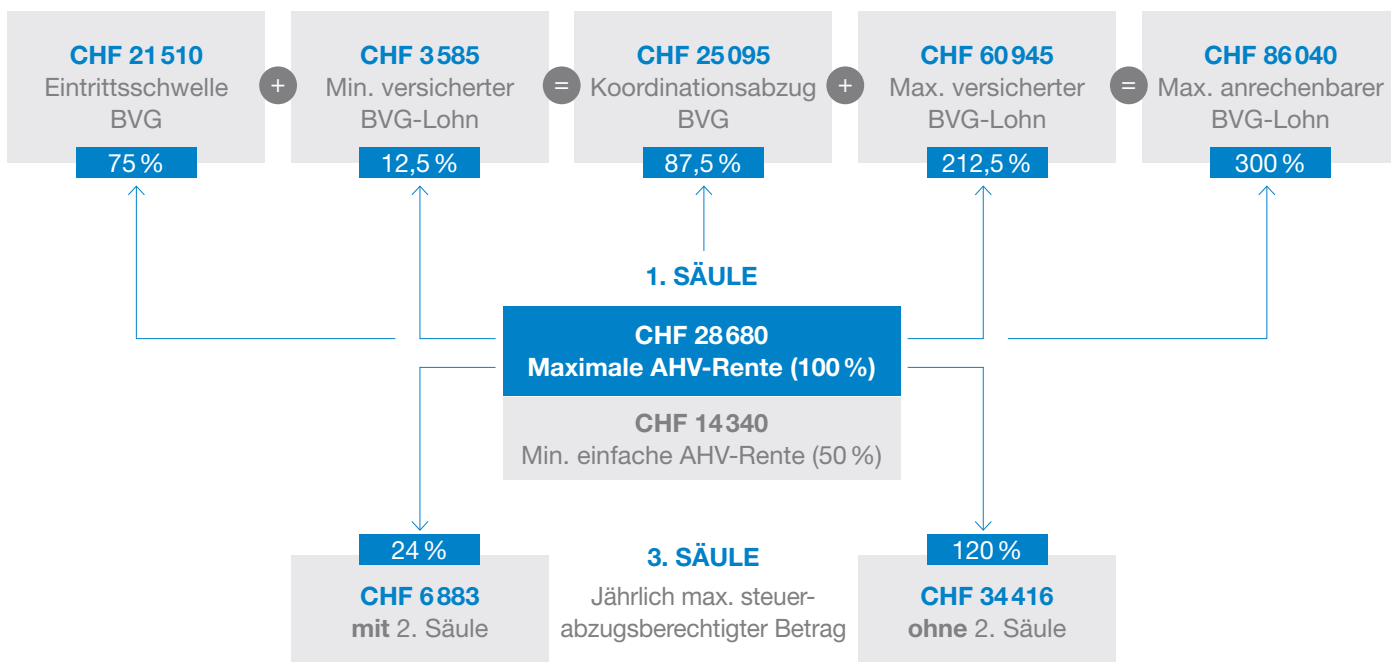 CHF 21 510
Eintrittsschwelle
BVG
75 %
+
CHF 3 585
Min. versicherter
BVG-Lohn
12,5 %
=
CHF 25 095
Koordinationsabzug
BVG
87,5 %
+
CHF 60 945
Max. versicherter
BVG-Lohn
212,5 %
=
CHF 86 040
Max. anrechenbarer
BVG-Lohn
300 %
1. SÄULE
CHF 28 680
Maximale AHV-Rente (100 %)
CHF 14 340
Min. einfache AHV-Rente (50 %)
24 %
CHF 6 883
mit 2. Säule
3. SÄULE
Jährlich max. steuer-
abzugsberechtigter Betrag
120 %
CHF 34 416
ohne 2. Säule